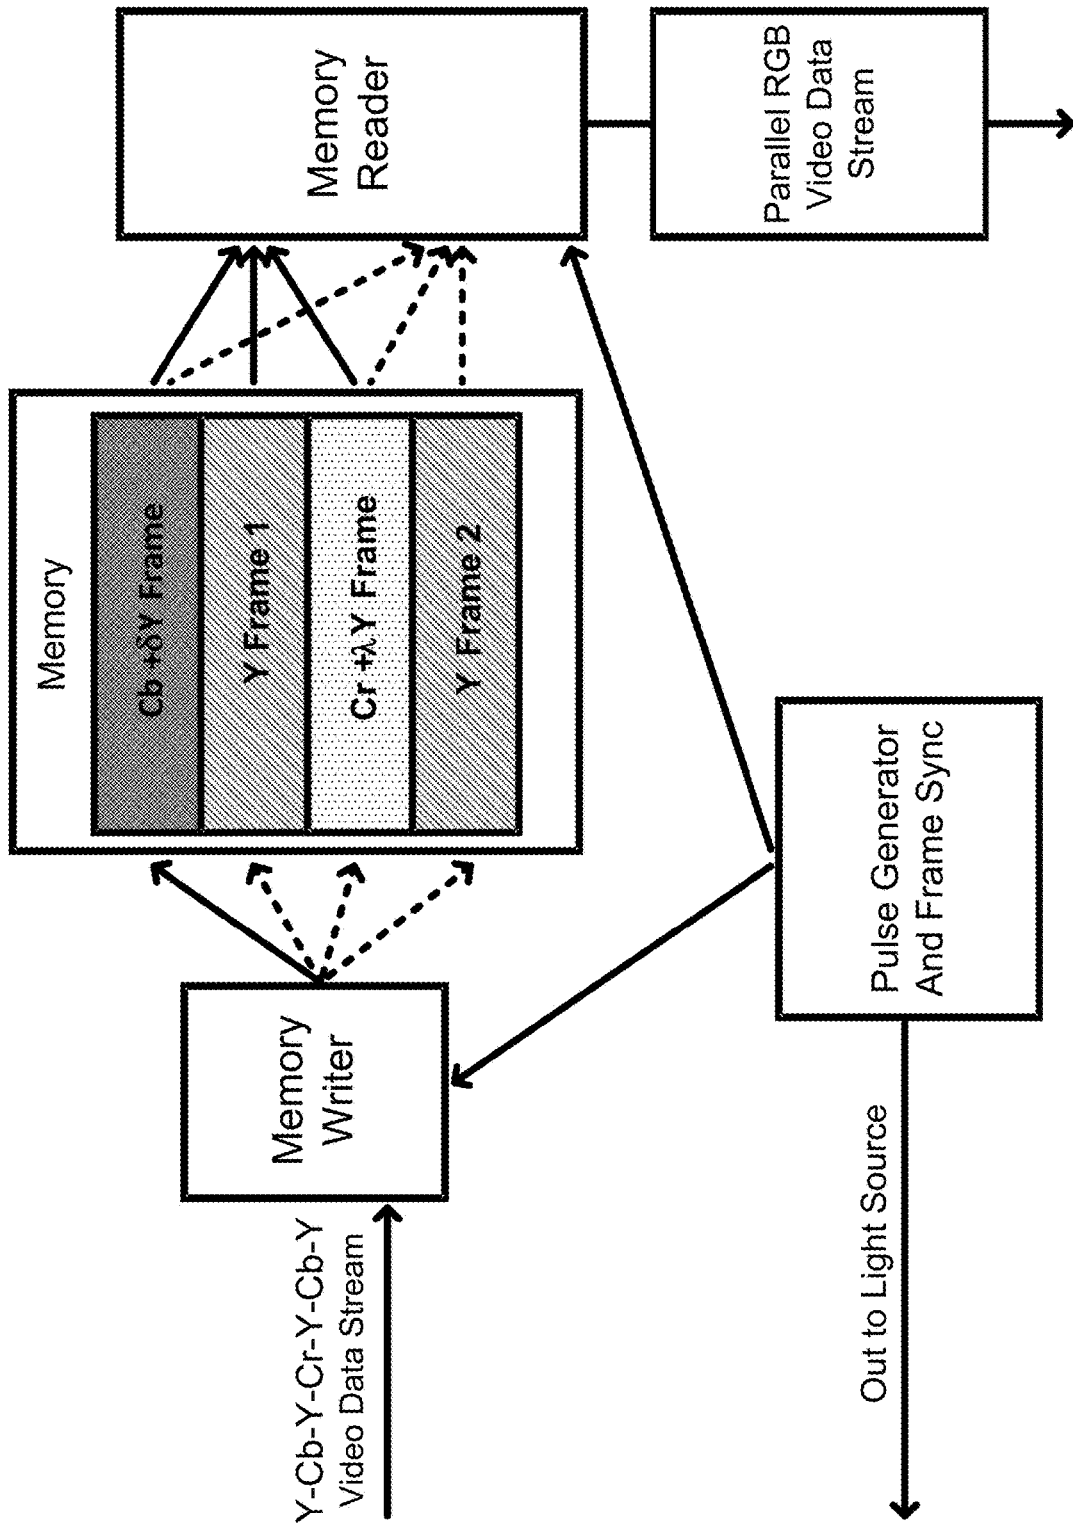 Y-Cb-Y-Cr-Y-Cb-Y
Video Data Stream
Memory
Writer
Memory
Cb +δY Frame
Y Frame 1
Cr +λY Frame
Y Frame 2
Memory
Reader
Parallel RGB
Video Data
Stream
Pulse Generator
And Frame Sync
Out to Light Source